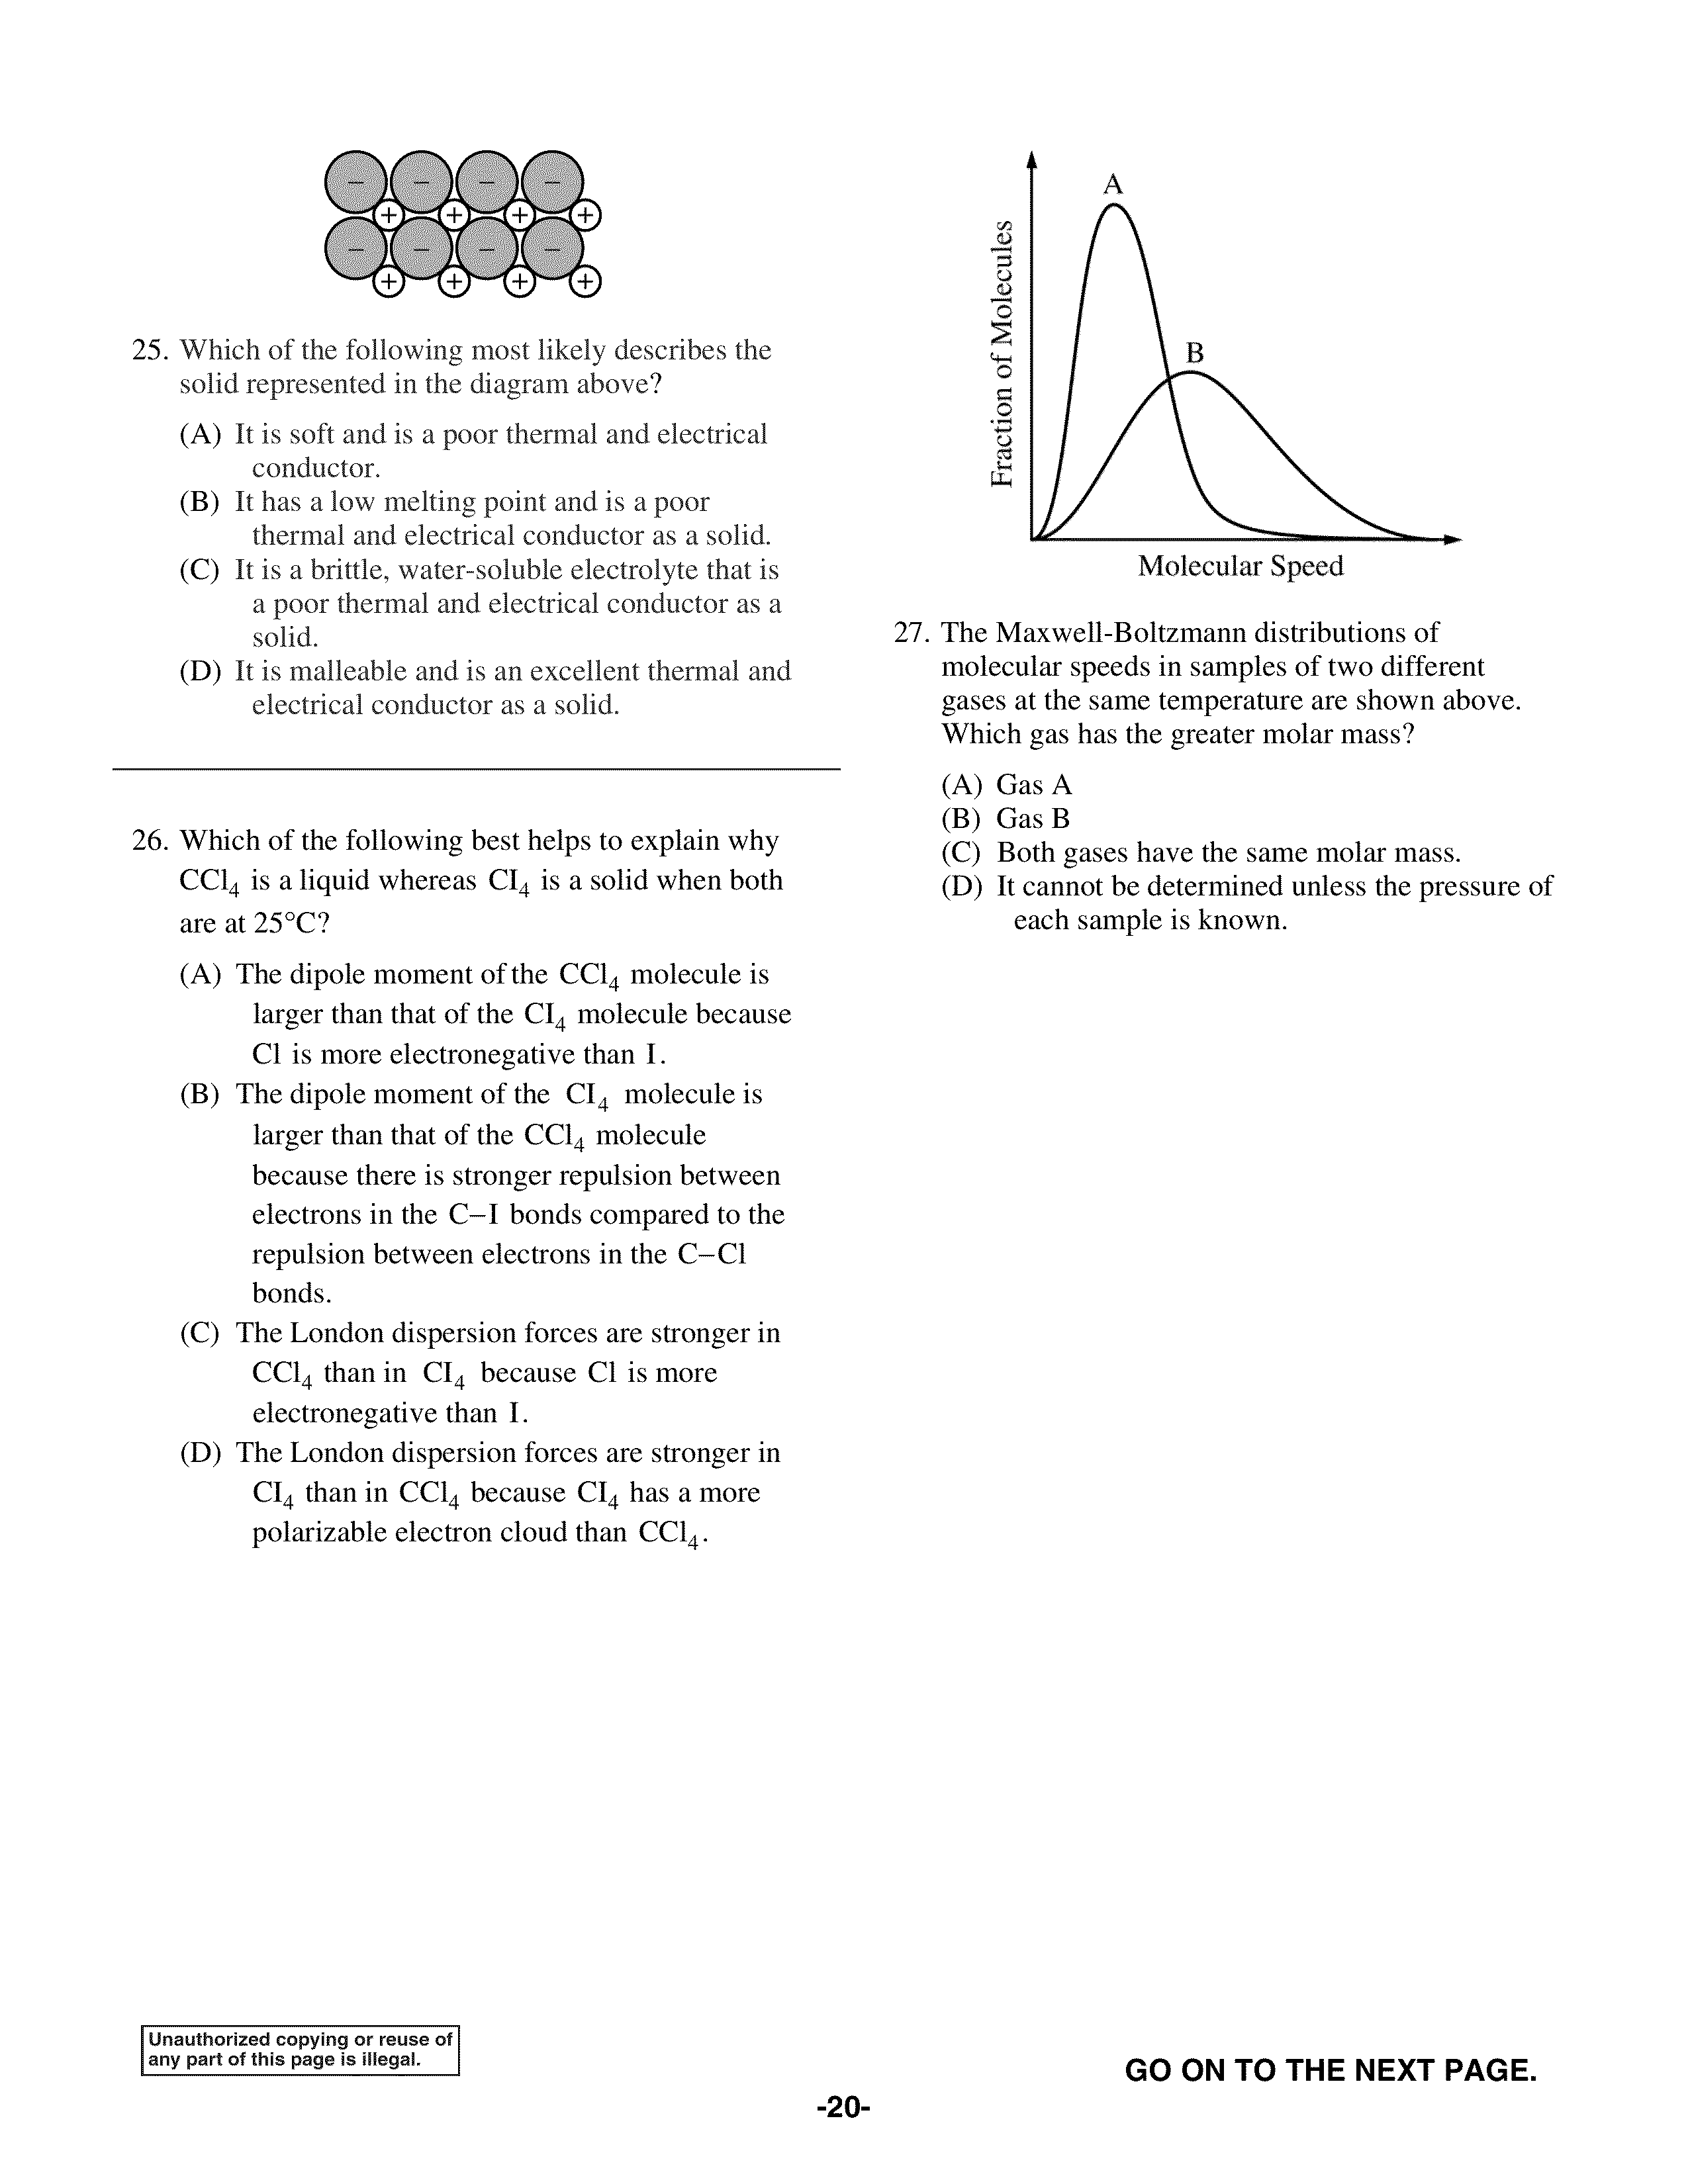 − − − −
+ + + +
− − − −
+ + + +
25. Which of the following most likely describes the
solid represented in the diagram above?
(A) It is soft and is a poor thermal and electrical
conductor.
(B) It has a low melting point and is a poor
thermal and electrical conductor as a solid.
(C) It is a brittle, water-soluble electrolyte that is
a poor thermal and electrical conductor as a
solid.
(D) It is malleable and is an excellent thermal and
electrical conductor as a solid.
26. Which of the following best helps to explain why
CCl₄ is a liquid whereas CI₄ is a solid when both
are at 25°C?
(A) The dipole moment of the CCl₄ molecule is
larger than that of the CI₄ molecule because
Cl is more electronegative than I.
(B) The dipole moment of the CI₄ molecule is
larger than that of the CCl₄ molecule
because there is stronger repulsion between
electrons in the C–I bonds compared to the
repulsion between electrons in the C–Cl
bonds.
(C) The London dispersion forces are stronger in
CCl₄ than in CI₄ because Cl is more
electronegative than I.
(D) The London dispersion forces are stronger in
CI₄ than in CCl₄ because CI₄ has a more
polarizable electron cloud than CCl₄.
A
B
Fraction of Molecules
Molecular Speed
27. The Maxwell-Boltzmann distributions of
molecular speeds in samples of two different
gases at the same temperature are shown above.
Which gas has the greater molar mass?
(A) Gas A
(B) Gas B
(C) Both gases have the same molar mass.
(D) It cannot be determined unless the pressure of
each sample is known.
Unauthorized copying or reuse of
any part of this page is illegal.
GO ON TO THE NEXT PAGE.
-20-